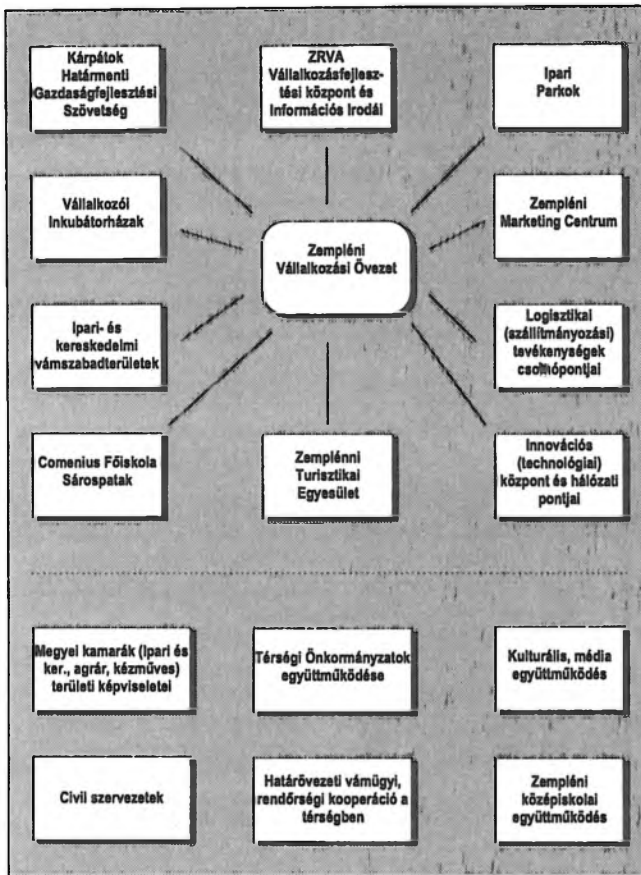 Kárpátok
Határmenti
Gazdaságfejlesztési
Szövetség
ZRVA
Vállalkozásfejlesz-
tési központ és
Információs Irodái
Ipari
Parkok
Vállalkozói
Inkubátorházak
Zempléni
Vállalkozási Övezet
Zempléni
Marketing Centrum
Ipari- és
kereskedelmi
vámszabadterületek
Logisztikai
(szállítmányozási)
tevékenységek
csomópontjai
Comenius Főiskola
Sárospatak
Zemplénni
Turisztikai
Egyesület
Innovációs
(technológiai)
központ és hálózati
pontjai
Megyei kamarák (ipari és
ker., agrár, kézműves)
területi képviseletei
Térségi Önkormányzatok
együttműködése
Kulturális, média
együttműködés
Civil szervezetek
Határövezeti vámügyi,
rendőrségi kooperáció a
térségben
Zempléni
középiskolai
együttműködés